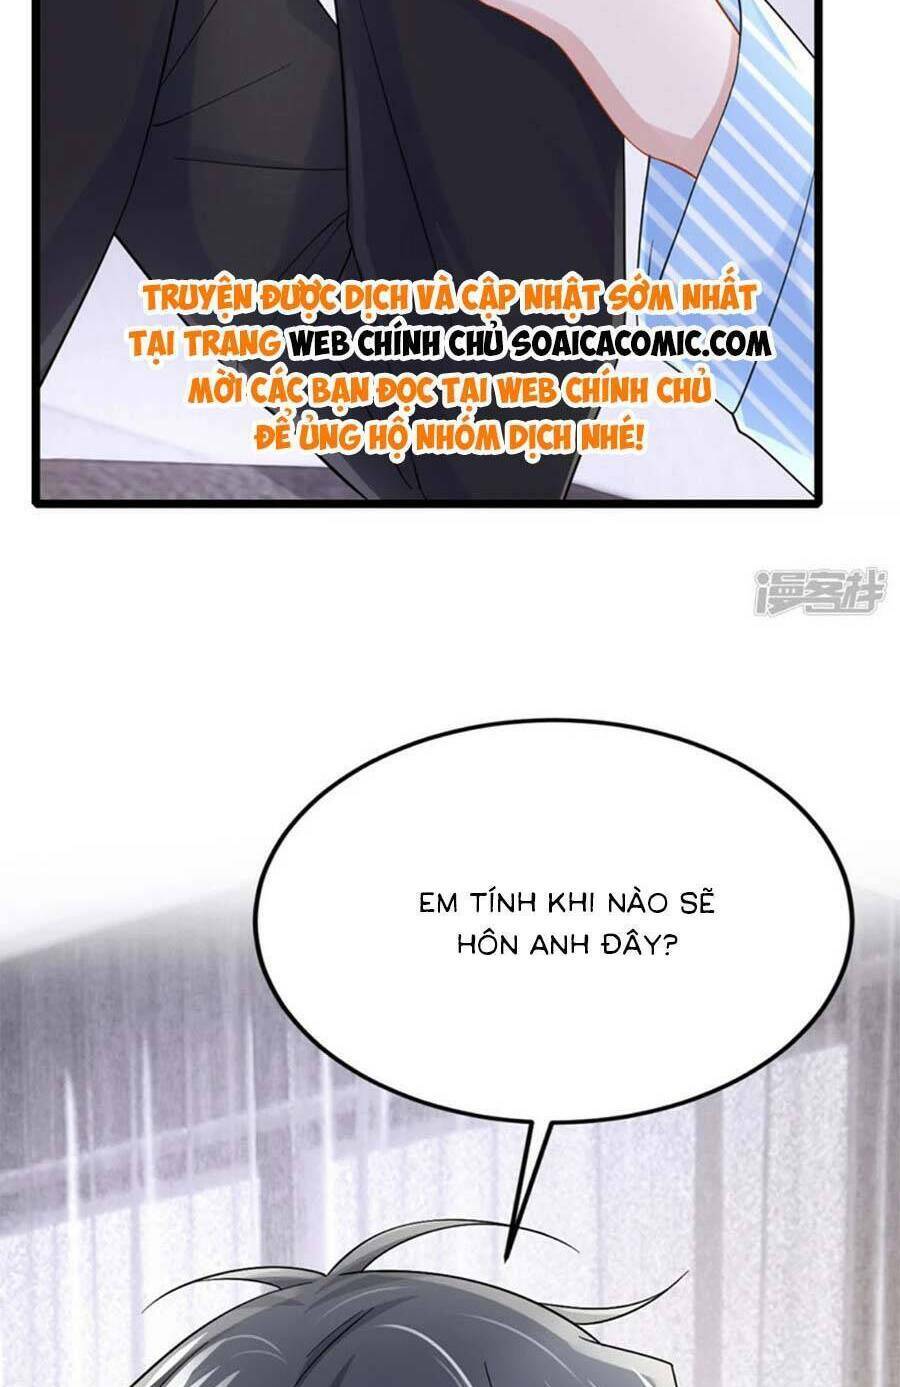 TRUYỆN ĐƯỢC DỊCH VÀ CẬP NHẬT SỚM NHẤT
TẠI TRANG WEB CHÍNH CHỦ SOAICACOMIC.COM
MỜI CÁC BẠN ĐỌC TẠI WEB CHÍNH CHỦ
ĐỂ ỦNG HỘ NHÓM DỊCH NHÉ!
漫客栈
EM TÍNH KHI NÀO SẼ
HÔN ANH ĐÂY?